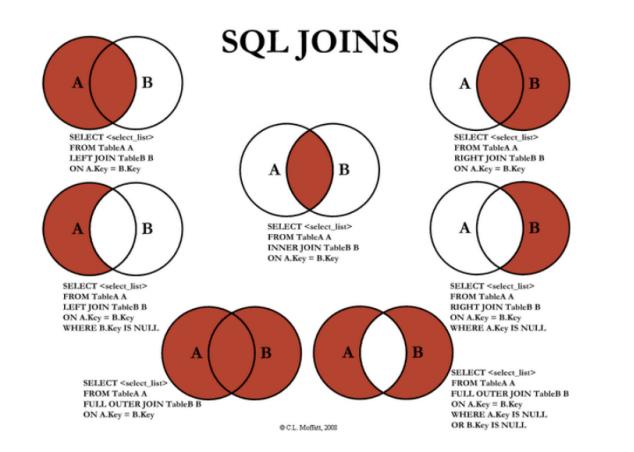 SQL JOINS
A B
SELECT <select_list>
FROM TableA A
LEFT JOIN TableB B
ON A.Key = B.Key
A B
SELECT <select_list>
FROM TableA A
RIGHT JOIN TableB B
ON A.Key = B.Key
A B
SELECT <select_list>
FROM TableA A
INNER JOIN TableB B
ON A.Key = B.Key
A B
SELECT <select_list>
FROM TableA A
LEFT JOIN TableB B
ON A.Key = B.Key
WHERE B.Key IS NULL
A B
SELECT <select_list>
FROM TableA A
RIGHT JOIN TableB B
ON A.Key = B.Key
WHERE A.Key IS NULL
A B
SELECT <select_list>
FROM TableA A
FULL OUTER JOIN TableB B
ON A.Key = B.Key
A B
SELECT <select_list>
FROM TableA A
FULL OUTER JOIN TableB B
ON A.Key = B.Key
WHERE A.Key IS NULL
OR B.Key IS NULL
© C.L. Moffatt, 2008